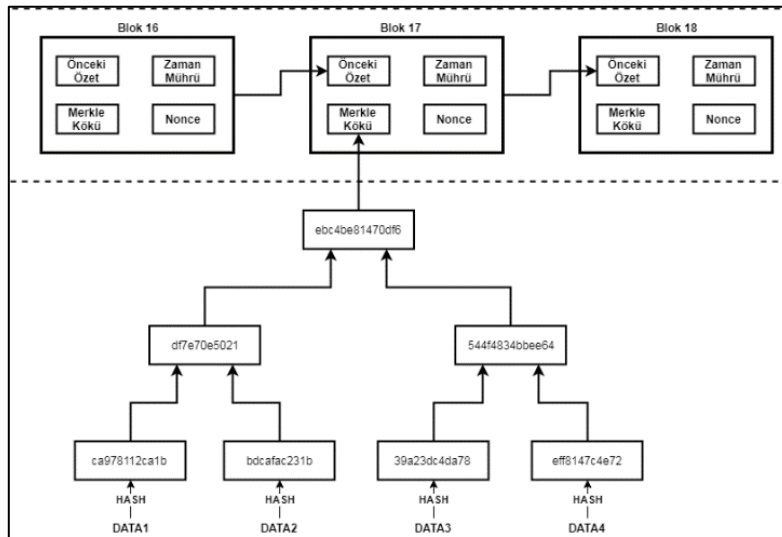 Blok 16
Blok 17
Blok 18
Önceki
Özet
Zaman
Mührü
Merkle
Kökü
Nonce
Önceki
Özet
Zaman
Mührü
Merkle
Kökü
Nonce
Önceki
Özet
Zaman
Mührü
Merkle
Kökü
Nonce
ebc4be81470df6
df7e70e5021
544f4834bbee64
ca978112ca1b
bdcafac231b
39a23dc4da78
eff8147c4e72
HASH
HASH
HASH
HASH
DATA1
DATA2
DATA3
DATA4